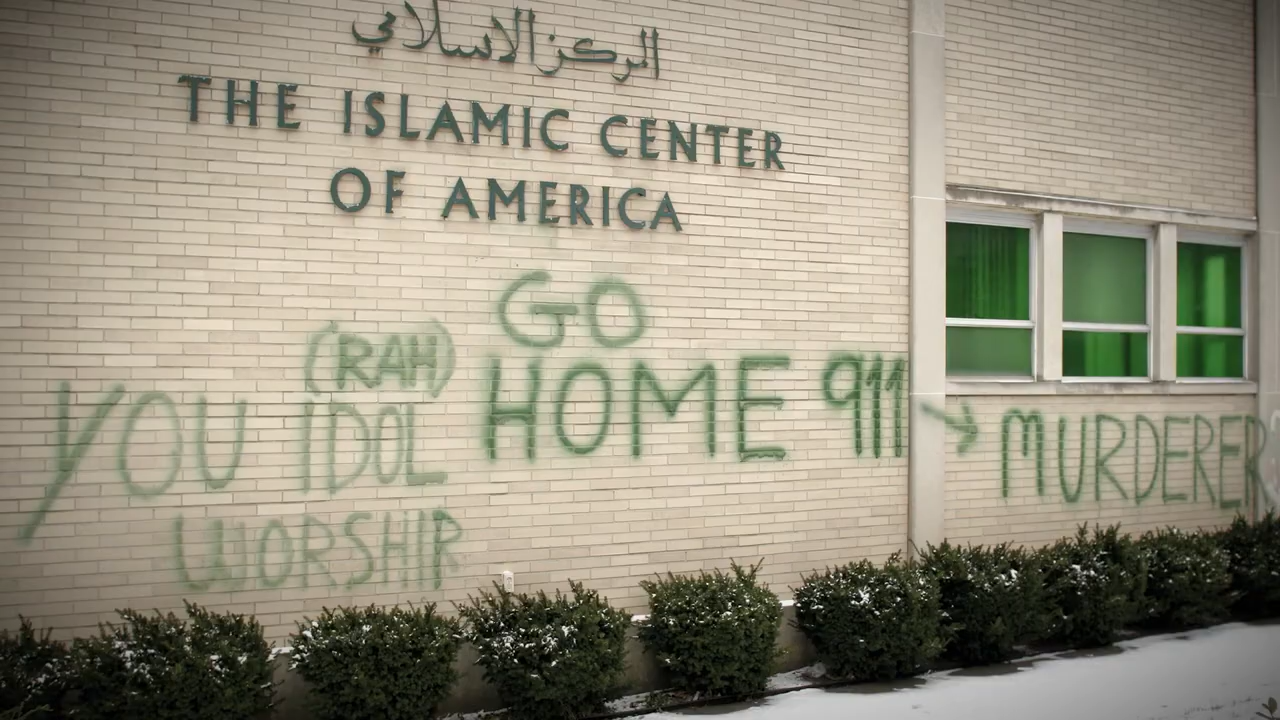 المركز الاسلامي
THE ISLAMIC CENTER
OF AMERICA
GO
HOME 911 → MURDERER
(RAH)
YOU IDOL
WORSHIP